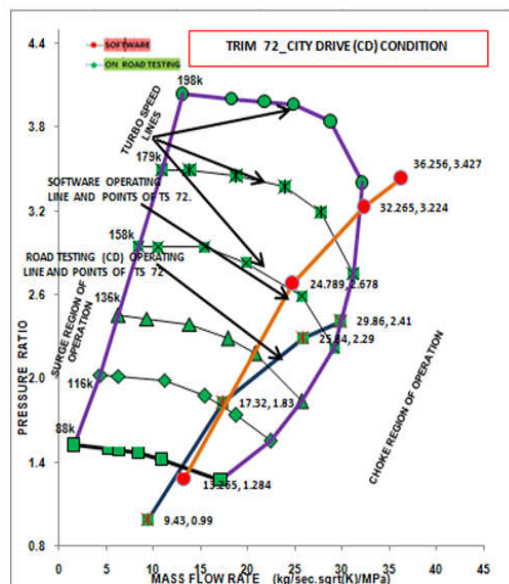 TRIM 72_CITY DRIVE (CD) CONDITION
SOFTWARE
ON ROAD TESTING
4.4
3.8
3.2
2.6
2.0
1.4
0.8
PRESSURE RATIO
198k
179k
158k
136k
116k
88k
TURBO SPEED
LINES
SOFTWARE OPERATING
LINE AND POINTS OF TS 72.
ROAD TESTING (CD) OPERATING
LINE AND POINTS OF TS 72
SURGE REGION OF
OPERATION
CHOKE REGION OF OPERATION
36.256, 3.427
32.265, 3.224
24.789, 2.678
29.86, 2.41
25.84, 2.29
17.32, 1.83
13.265, 1.284
9.43, 0.99
0 5 10 15 20 25 30 35 40 45
MASS FLOW RATE (kg/sec.sqrt(K)/MPa)